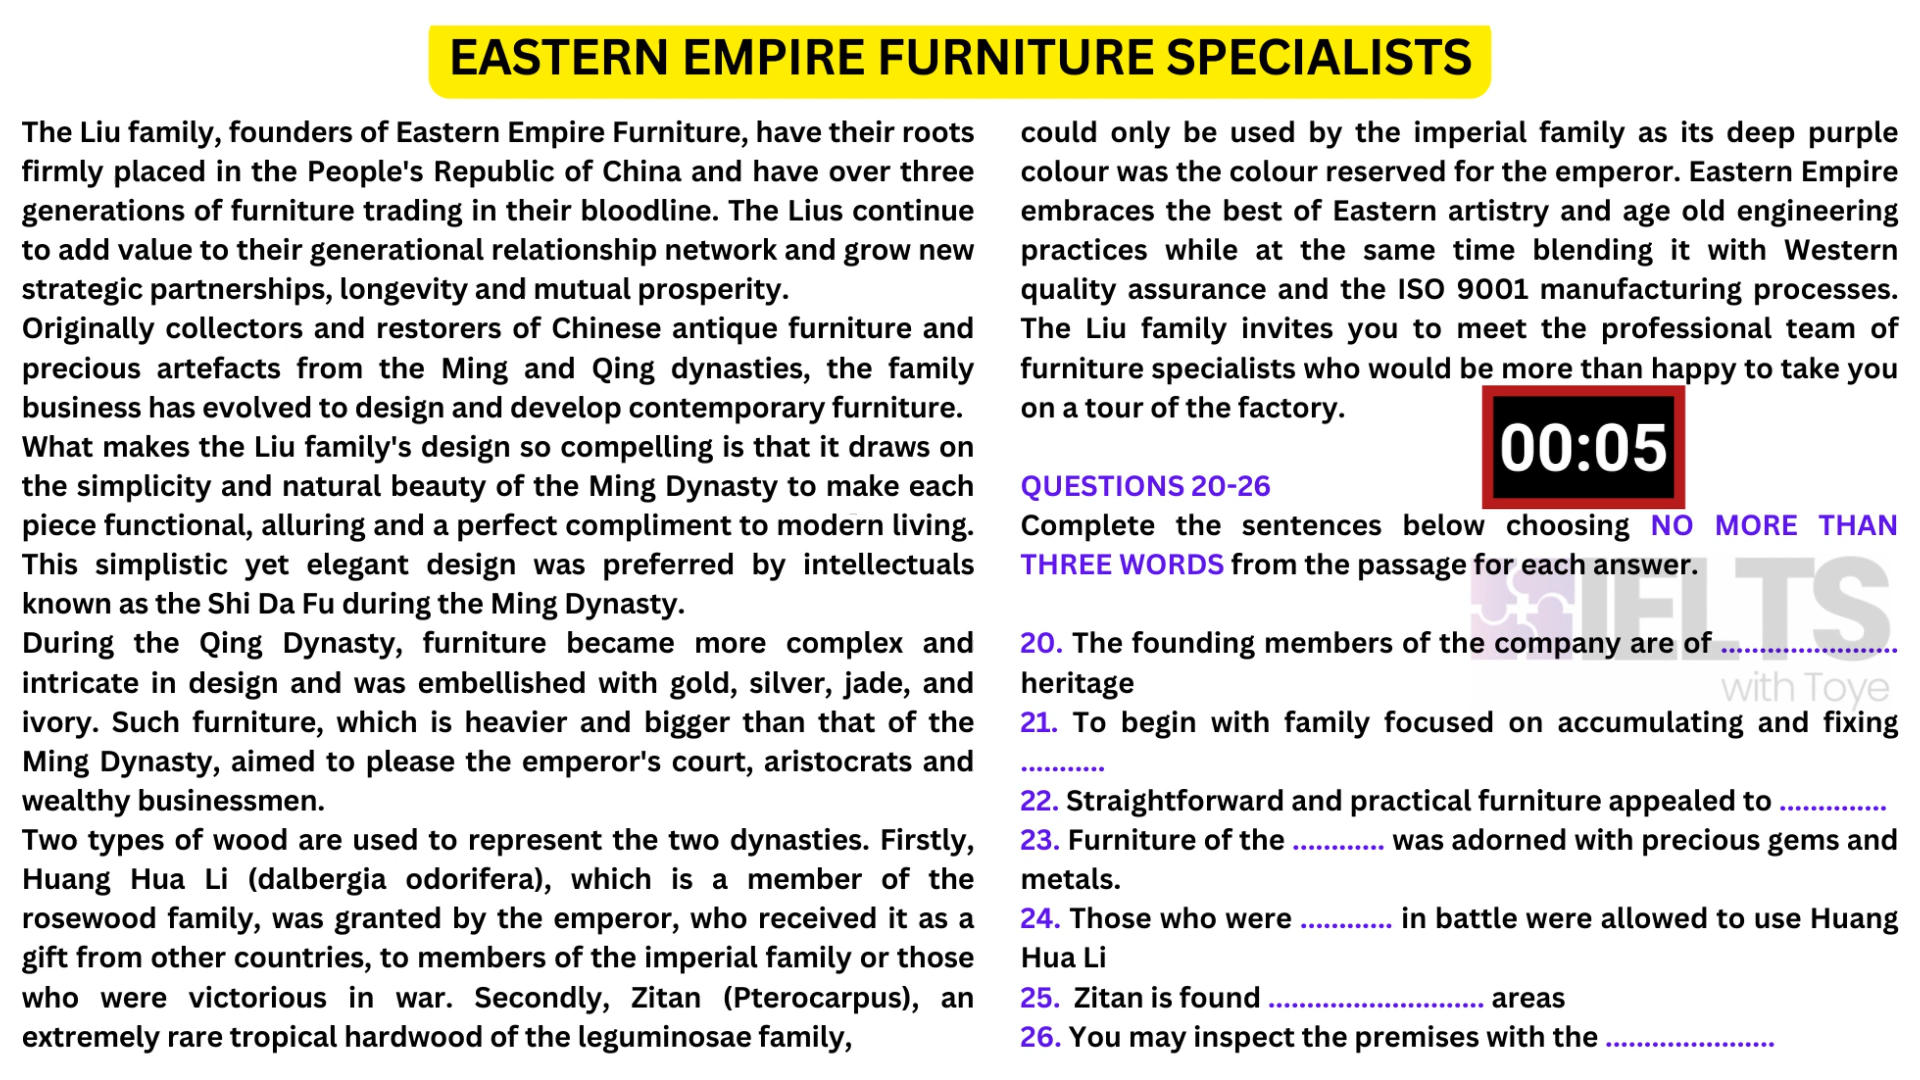 EASTERN EMPIRE FURNITURE SPECIALISTS
The Liu family, founders of Eastern Empire Furniture, have their roots
firmly placed in the People's Republic of China and have over three
generations of furniture trading in their bloodline. The Lius continue
to add value to their generational relationship network and grow new
strategic partnerships, longevity and mutual prosperity.
Originally collectors and restorers of Chinese antique furniture and
precious artefacts from the Ming and Qing dynasties, the family
business has evolved to design and develop contemporary furniture.
What makes the Liu family's design so compelling is that it draws on
the simplicity and natural beauty of the Ming Dynasty to make each
piece functional, alluring and a perfect compliment to modern living.
This simplistic yet elegant design was preferred by intellectuals
known as the Shi Da Fu during the Ming Dynasty.
During the Qing Dynasty, furniture became more complex and
intricate in design and was embellished with gold, silver, jade, and
ivory. Such furniture, which is heavier and bigger than that of the
Ming Dynasty, aimed to please the emperor's court, aristocrats and
wealthy businessmen.
Two types of wood are used to represent the two dynasties. Firstly,
Huang Hua Li (dalbergia odorifera), which is a member of the
rosewood family, was granted by the emperor, who received it as a
gift from other countries, to members of the imperial family or those
who were victorious in war. Secondly, Zitan (Pterocarpus), an
extremely rare tropical hardwood of the leguminosae family,
could only be used by the imperial family as its deep purple
colour was the colour reserved for the emperor. Eastern Empire
embraces the best of Eastern artistry and age old engineering
practices while at the same time blending it with Western
quality assurance and the ISO 9001 manufacturing processes.
The Liu family invites you to meet the professional team of
furniture specialists who would be more than happy to take you
on a tour of the factory.
00:05
QUESTIONS 20-26
Complete the sentences below choosing NO MORE THAN
THREE WORDS from the passage for each answer.
IELTS
with Toye
20. The founding members of the company are of .......................
heritage
21. To begin with family focused on accumulating and fixing
...........
22. Straightforward and practical furniture appealed to ..............
23. Furniture of the ............ was adorned with precious gems and
metals.
24. Those who were ............ in battle were allowed to use Huang
Hua Li
25. Zitan is found ............................ areas
26. You may inspect the premises with the ......................